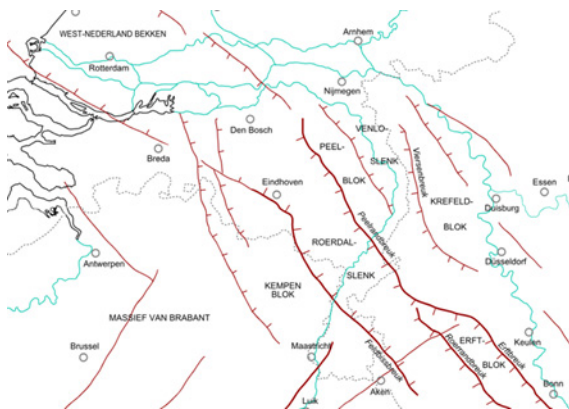 WEST-NEDERLAND BEKKEN
Arnhem
Rotterdam
Nijmegen
Den Bosch
VENLO-
SLENK
PEEL-
BLOK
Breda
Viersenbreuk
Essen
Duisburg
Eindhoven
KREFELD-
BLOK
Peelrandbreuk
ROERDAL-
SLENK
Antwerpen
Düsseldorf
KEMPEN
BLOK
MASSIEF VAN BRABANT
Brussel
Maastricht
Feldbissbreuk
Roerrandbreuk
ERFT-
BLOK
Erftbreuk
Keulen
Luik
Aken
Bonn